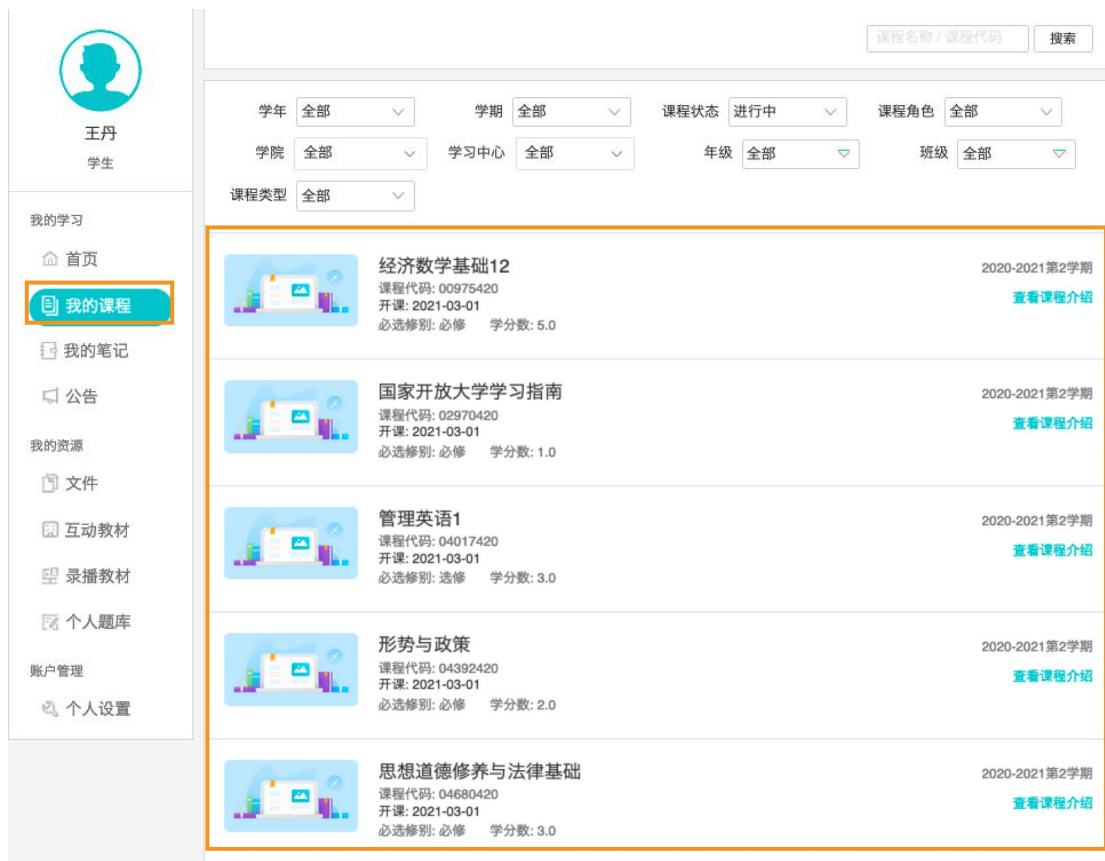 王丹
学生
我的学习
首页
我的课程
我的笔记
公告
我的资源
文件
互动教材
录播教材
个人题库
账户管理
个人设置
课程名称 / 课程代码 搜索
学年 全部 学期 全部 课程状态 进行中 课程角色 全部
学院 全部 学习中心 全部 年级 全部 班级 全部
课程类型 全部
经济数学基础12 2020-2021第2学期
课程代码: 00975420 查看课程介绍
开课: 2021-03-01
必选修别: 必修 学分数: 5.0
国家开放大学学习指南 2020-2021第2学期
课程代码: 02970420 查看课程介绍
开课: 2021-03-01
必选修别: 必修 学分数: 1.0
管理英语1 2020-2021第2学期
课程代码: 04017420 查看课程介绍
开课: 2021-03-01
必选修别: 选修 学分数: 3.0
形势与政策 2020-2021第2学期
课程代码: 04392420 查看课程介绍
开课: 2021-03-01
必选修别: 必修 学分数: 2.0
思想道德修养与法律基础 2020-2021第2学期
课程代码: 04680420 查看课程介绍
开课: 2021-03-01
必选修别: 必修 学分数: 3.0